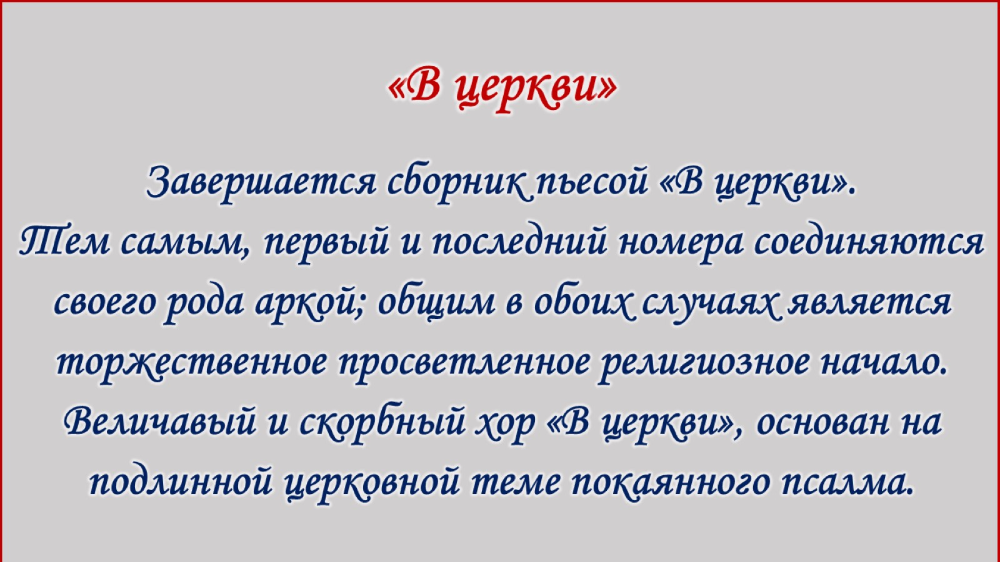 «В церкви»
Завершается сборник пьесой «В церкви».
Тем самым, первый и последний номера соединяются
своего рода аркой; общим в обоих случаях является
торжественное просветленное религиозное начало.
Величавый и скорбный хор «В церкви», основан на
подлинной церковной теме покаянного псалма.